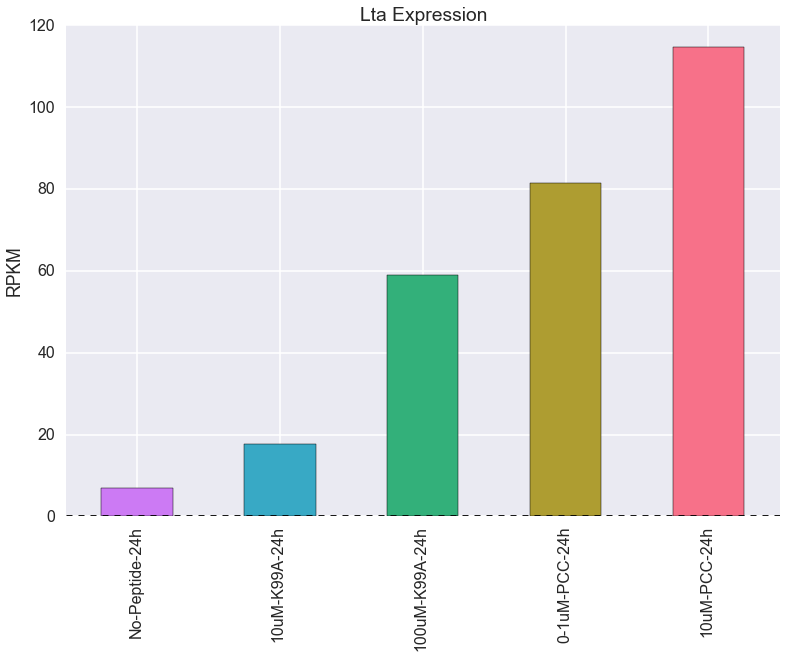 Lta Expression
120
100
80
60
40
20
0
RPKM
No-Peptide-24h
10uM-K99A-24h
100uM-K99A-24h
0-1uM-PCC-24h
10uM-PCC-24h